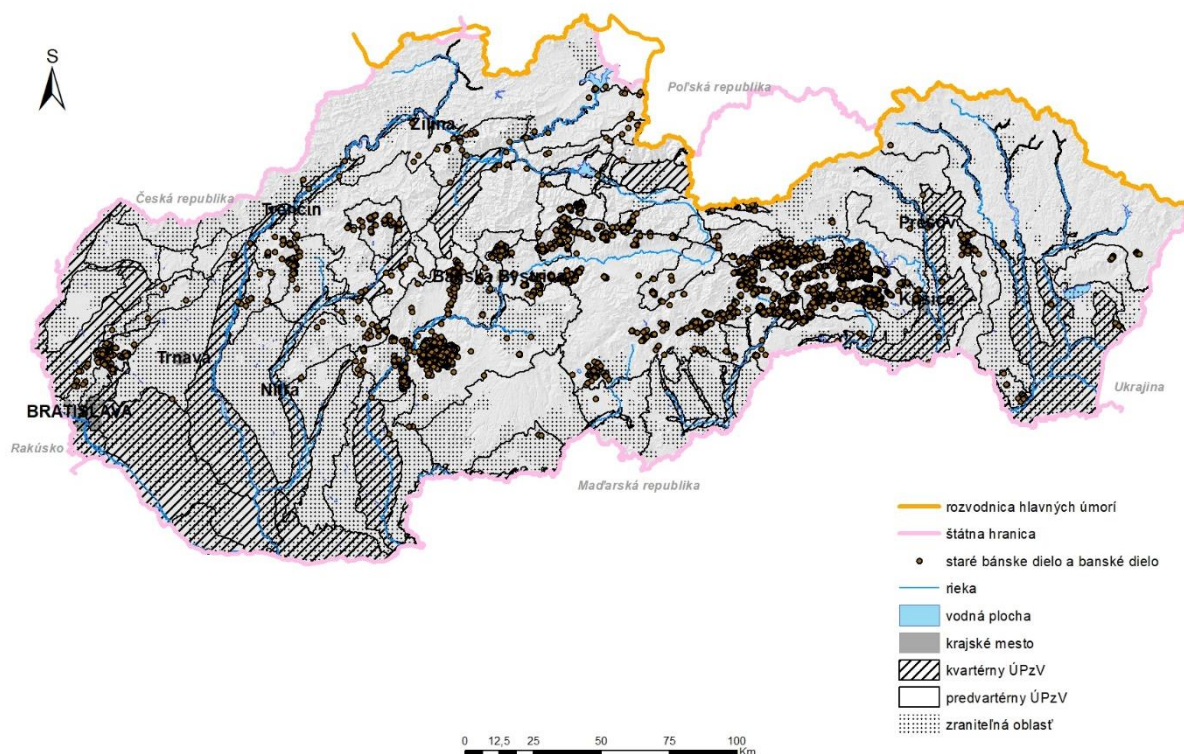 S
Poľská republika
Žilina
Česká republika
Trenčín
Prešov
Banská Bystrica
Košice
Trnava
Nitra
BRATISLAVA
Ukrajina
Rakúsko
Maďarská republika
rozvodnica hlavných úmorí
štátna hranica
staré bánske dielo a banské dielo
rieka
vodná plocha
krajské mesto
kvartérny ÚPzV
predvartérny ÚPzV
zraniteľná oblasť
0 12,5 25 50 75 100
Km